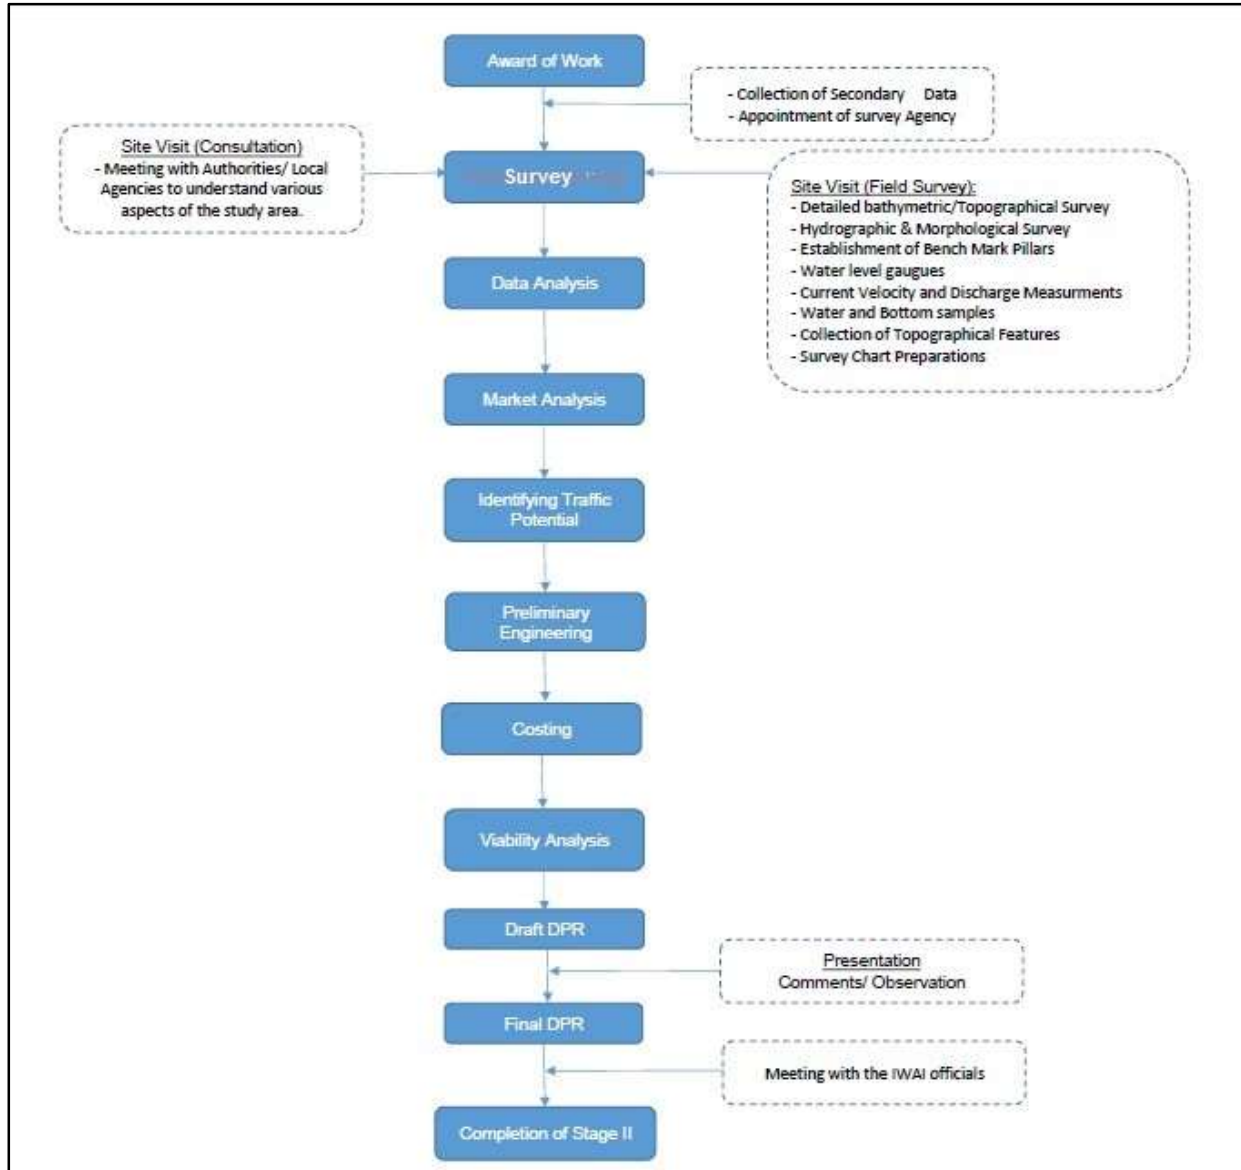 Award of Work
- Collection of Secondary Data
- Appointment of survey Agency
Site Visit (Consultation)
- Meeting with Authorities/ Local
Agencies to understand various
aspects of the study area.
Survey
Site Visit (Field Survey):
- Detailed bathymetric/Topographical Survey
- Hydrographic & Morphological Survey
- Establishment of Bench Mark Pillars
- Water level gaugues
- Current Velocity and Discharge Measurments
- Water and Bottom samples
- Collection of Topographical Features
- Survey Chart Preparations
Data Analysis
Market Analysis
Identifying Traffic
Potential
Preliminary
Engineering
Costing
Viability Analysis
Draft DPR
Presentation
Comments/ Observation
Final DPR
Meeting with the IWAI officials
Completion of Stage II